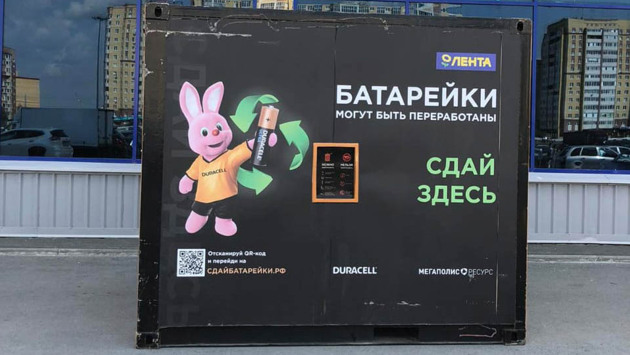 ЛЕНТА
БАТАРЕЙКИ
МОГУТ БЫТЬ ПЕРЕРАБОТАНЫ
DURACELL
DURACELL
СДАЙ
ЗДЕСЬ
Отсканируй QR-код
и перейди на
СДАЙБАТАРЕЙКИ.РФ
DURACELL
МЕГАПОЛИС РЕСУРС